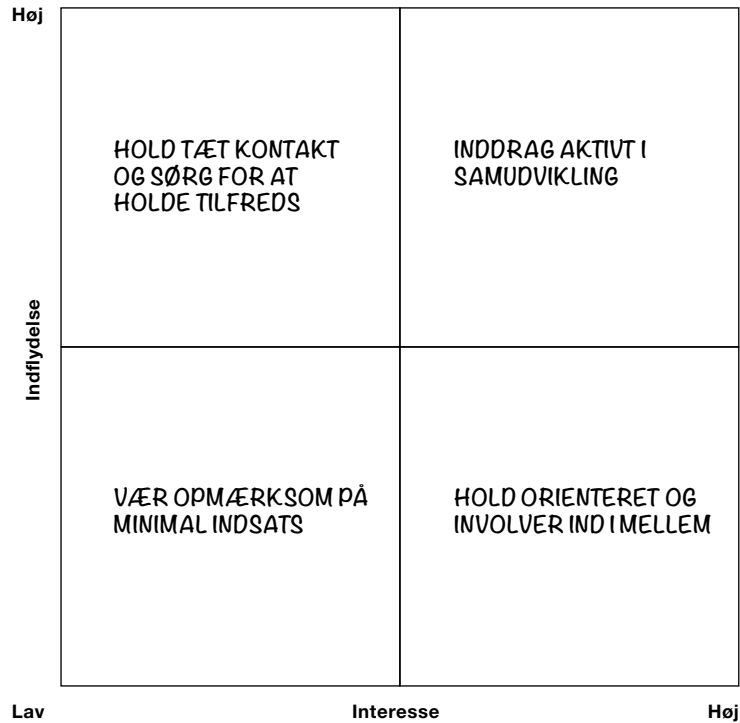 Høj
HOLD TÆT KONTAKT
OG SØRG FOR AT
HOLDE TILFREDS
INDDRAG AKTIVT I
SAMUDVIKLING
Indflydelse
VÆR OPMÆRKSOM PÅ
MINIMAL INDSATS
HOLD ORIENTERET OG
INVOLVER IND I MELLEM
Lav
Interesse
Høj